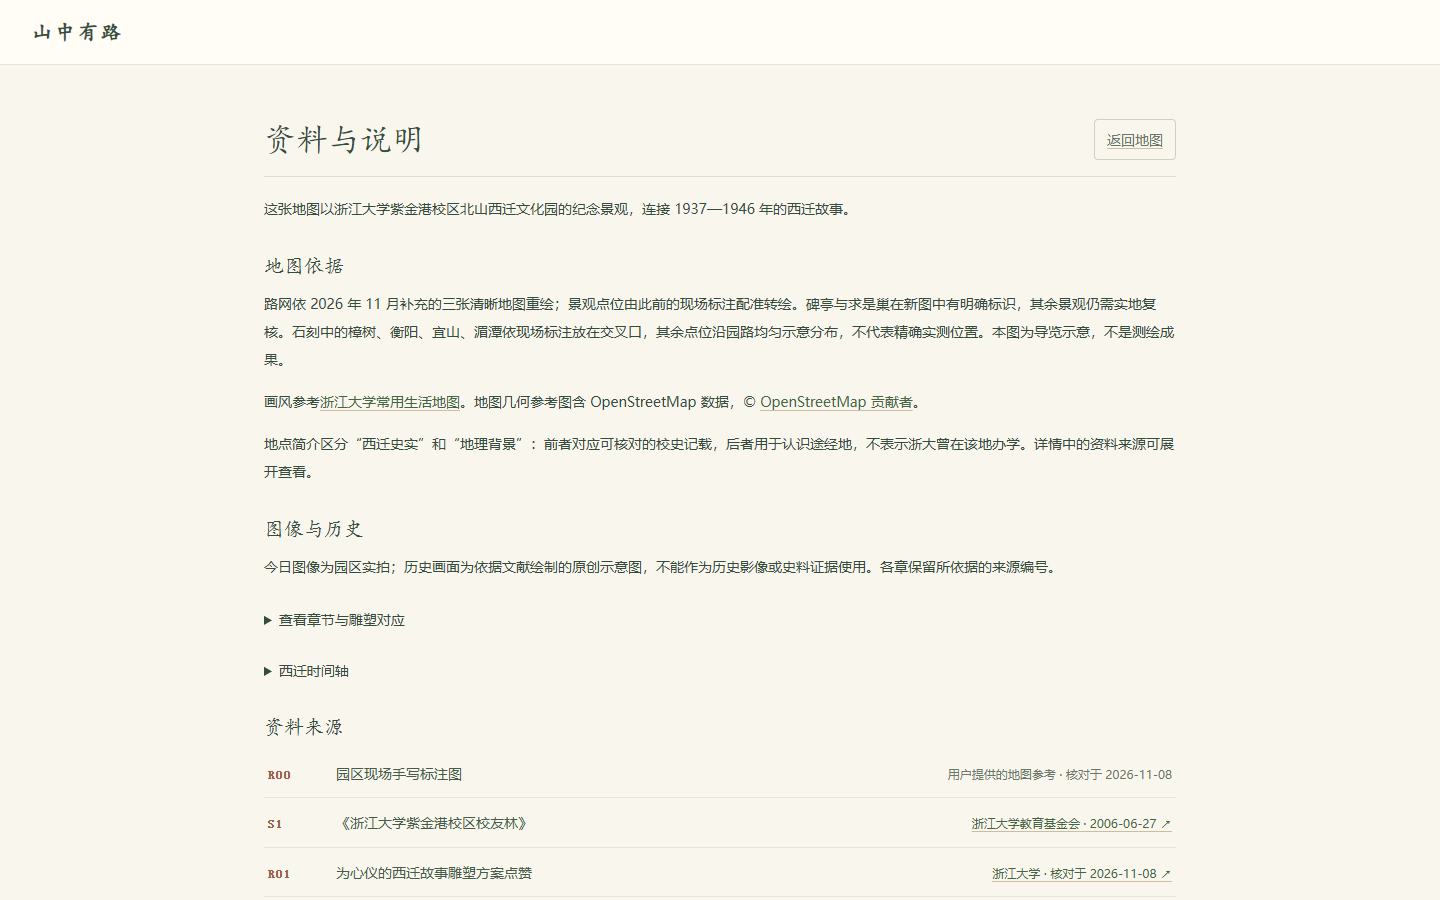 山中有路
资料与说明
返回地图
这张地图以浙江大学紫金港校区北山西迁文化园的纪念景观，连接 1937—1946 年的西迁故事。
地图依据
路网依 2026 年 11 月补充的三张清晰地图重绘；景观点位由此前的现场标注配准转绘。碑亭与求是巢在新图中有明确标识，其余景观仍需实地复
核。石刻中的樟树、衡阳、宜山、湄潭依现场标注放在交叉口，其余点位沿园路均匀示意分布，不代表精确实测位置。本图为导览示意，不是测绘成
果。
画风参考浙江大学常用生活地图。地图几何参考图含 OpenStreetMap 数据，© OpenStreetMap 贡献者。
地点简介区分“西迁史实”和“地理背景”：前者对应可核对的校史记载，后者用于认识途经地，不表示浙大曾在该地办学。详情中的资料来源可展
开查看。
图像与历史
今日图像为园区实拍；历史画面为依据文献绘制的原创示意图，不能作为历史影像或史料证据使用。各章保留所依据的来源编号。
▶ 查看章节与雕塑对应
▶ 西迁时间轴
资料来源
R00 园区现场手写标注图 用户提供的地图参考 · 核对于 2026-11-08
S1 《浙江大学紫金港校区校友林》 浙江大学教育基金会 · 2006-06-27 ↗
R01 为心仪的西迁故事雕塑方案点赞 浙江大学 · 核对于 2026-11-08 ↗